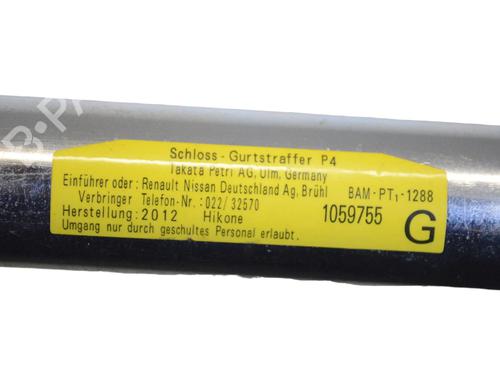 Schloss - Gurtstraffer P4
Takata Petri AG, Ulm, Germany
Einführer oder: Renault Nissan Deutschland Ag, Brühl BAM-PT₁-1288
Verbringer Telefon-Nr.: 022/ 32570
Herstellung: 2012 Hikone 1059755
Umgang nur durch geschultes Personal erlaubt. G